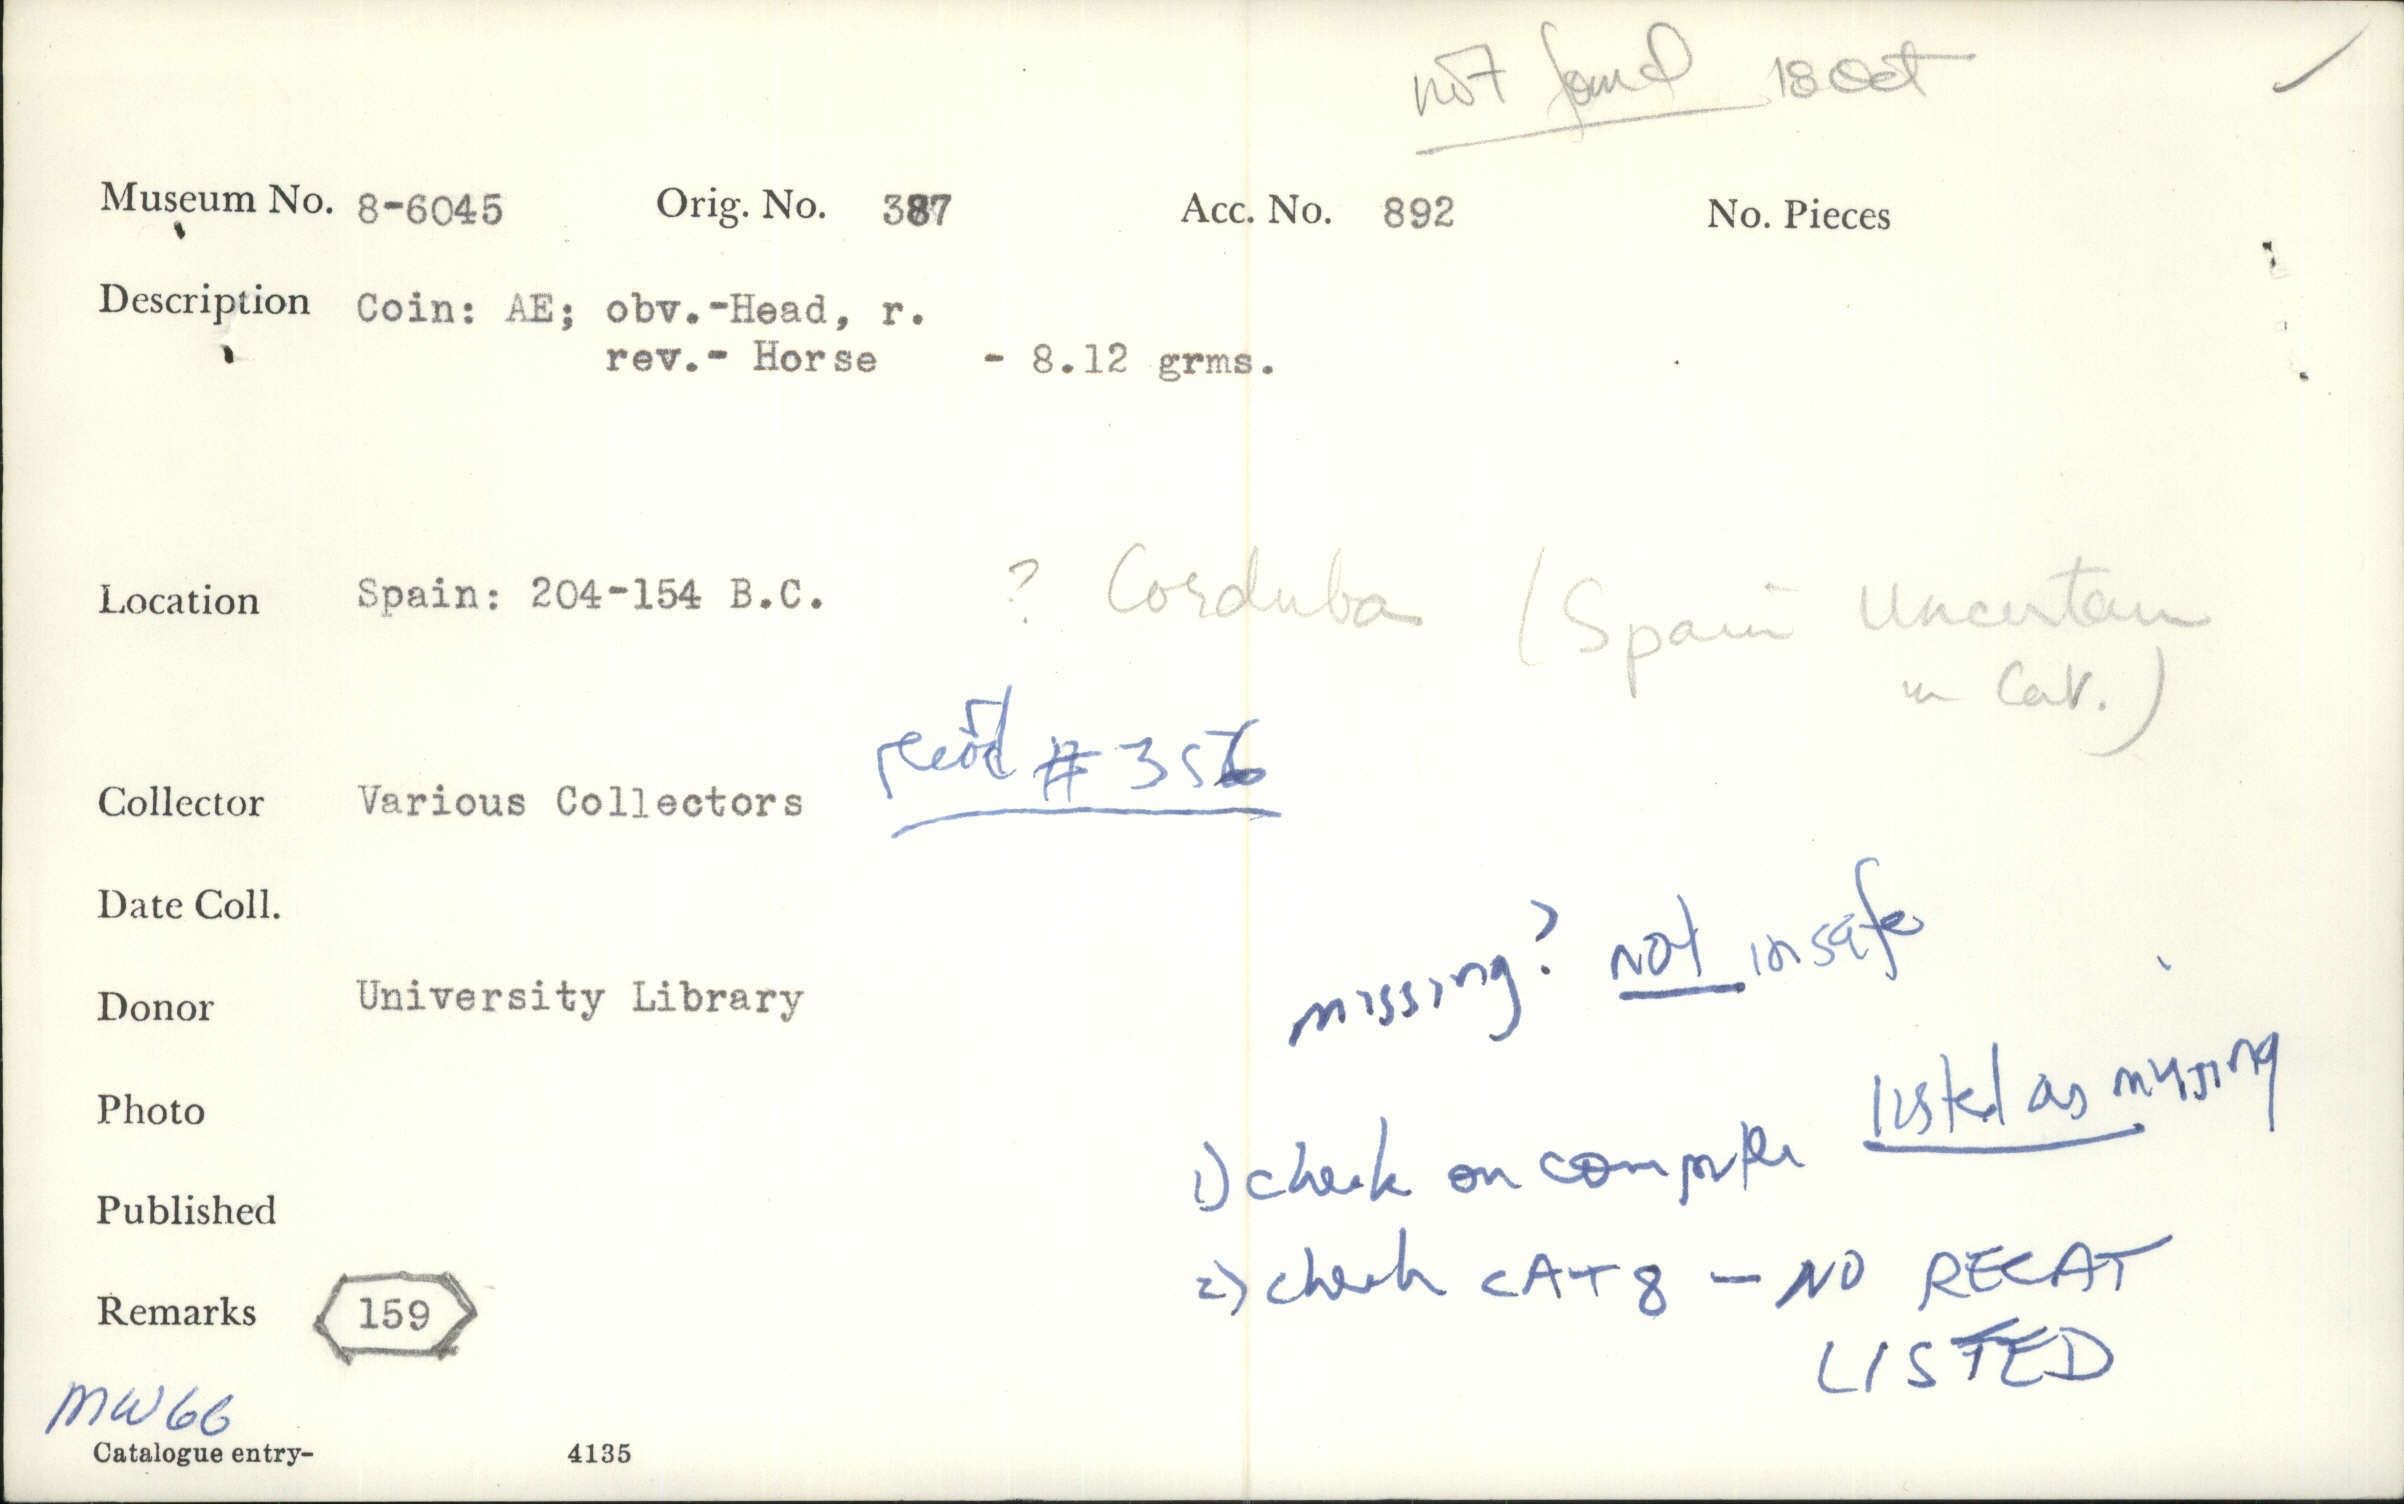 not found 18 Oct
Museum No. 8-6045 Orig. No. 387 Acc. No. 892 No. Pieces
Description Coin: AE; obv.-Head, r.
rev.- Horse - 8.12 grms.
Location Spain: 204-154 B.C. ? Corduba (Spain Uncertain
in Cat.)
# 356
Collector Various Collectors
Date Coll.
missing? not in safe
Donor University Library
listed as missing
Photo
1) check on computer
Published
2) check CAT 8 - NO RECAT
LISTED
Remarks 159
MW66
Catalogue entry- 4135